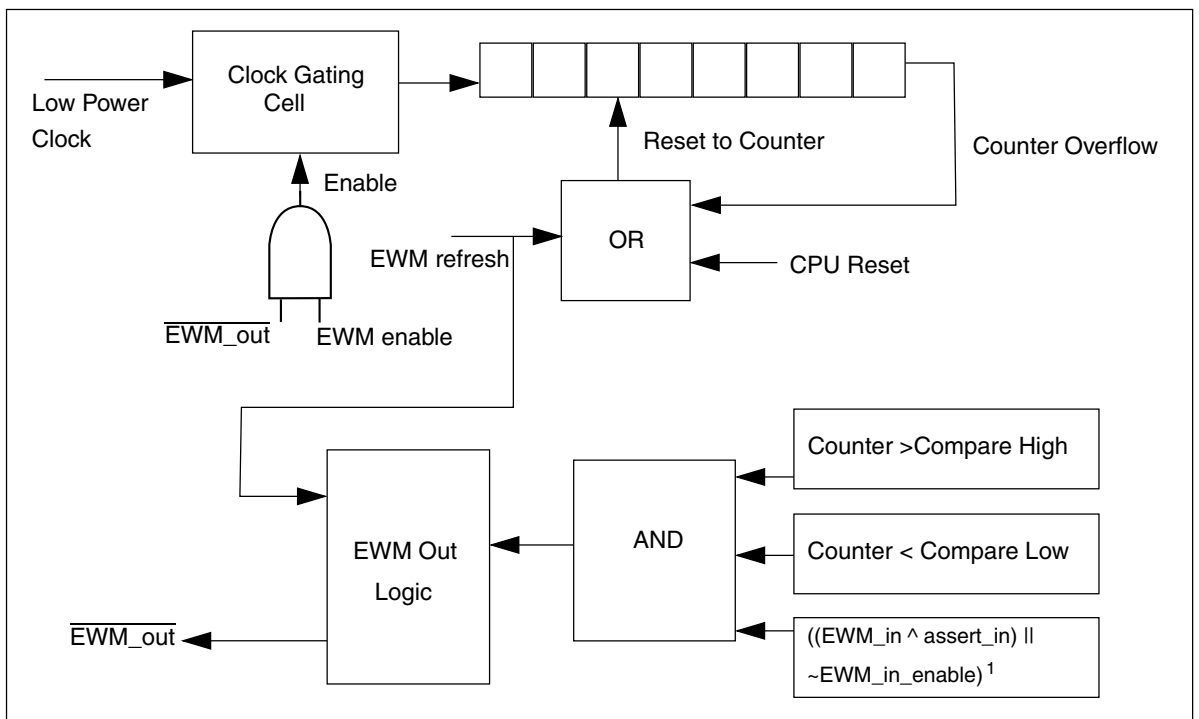 Clock Gating
Cell
Low Power
Clock
Reset to Counter
Counter Overflow
Enable
OR
EWM refresh
CPU Reset
EWM_out
EWM enable
Counter >Compare High
AND
EWM Out
Logic
Counter < Compare Low
EWM_out
((EWM_in ^ assert_in) ||
~EWM_in_enable) 1